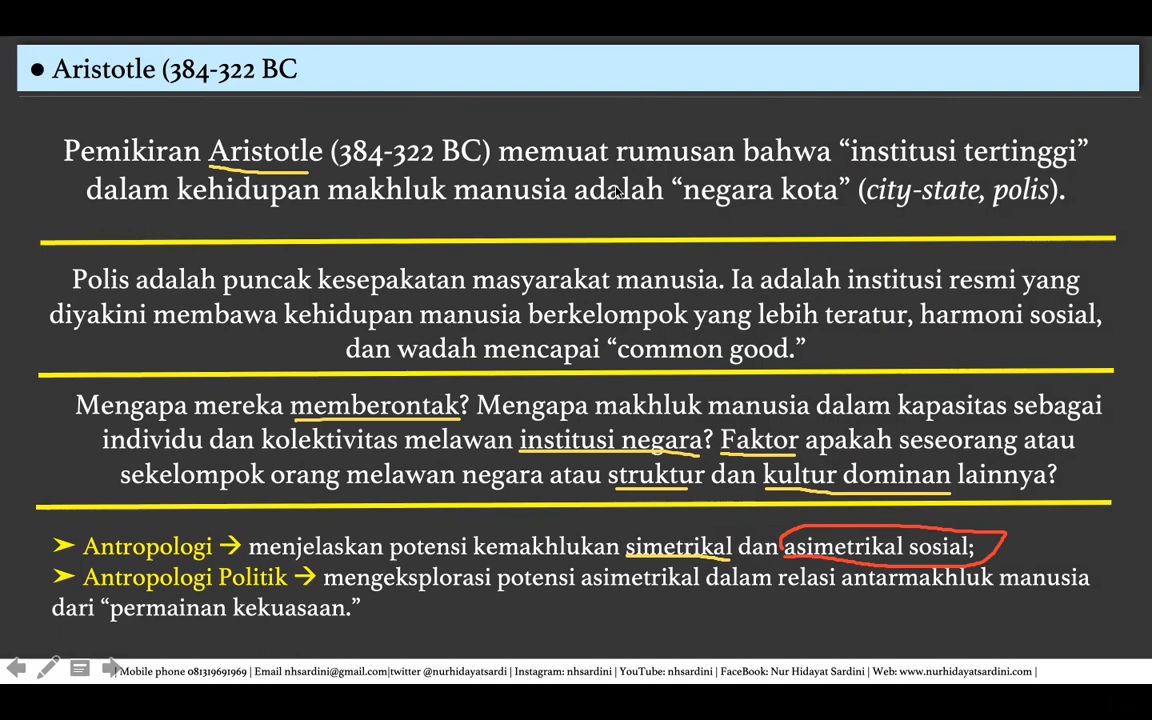 ● Aristotle (384-322 BC
Pemikiran Aristotle (384-322 BC) memuat rumusan bahwa “institusi tertinggi”
dalam kehidupan makhluk manusia adalah “negara kota” (city-state, polis).
Polis adalah puncak kesepakatan masyarakat manusia. Ia adalah institusi resmi yang
diyakini membawa kehidupan manusia berkelompok yang lebih teratur, harmoni sosial,
dan wadah mencapai “common good.”
Mengapa mereka memberontak? Mengapa makhluk manusia dalam kapasitas sebagai
individu dan kolektivitas melawan institusi negara? Faktor apakah seseorang atau
sekelompok orang melawan negara atau struktur dan kultur dominan lainnya?
➤ Antropologi → menjelaskan potensi kemakhlukan simetrikal dan asimetrikal sosial;
➤ Antropologi Politik → mengeksplorasi potensi asimetrikal dalam relasi antarmakhluk manusia
dari “permainan kekuasaan.”
| Mobile phone 081319691969 | Email nhsardini@gmail.com|twitter @nurhidayatsardi | Instagram: nhsardini | YouTube: nhsardini | FaceBook: Nur Hidayat Sardini | Web: www.nurhidayatsardini.com |